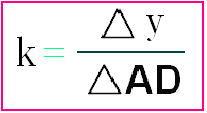 k = △ y
△ AD